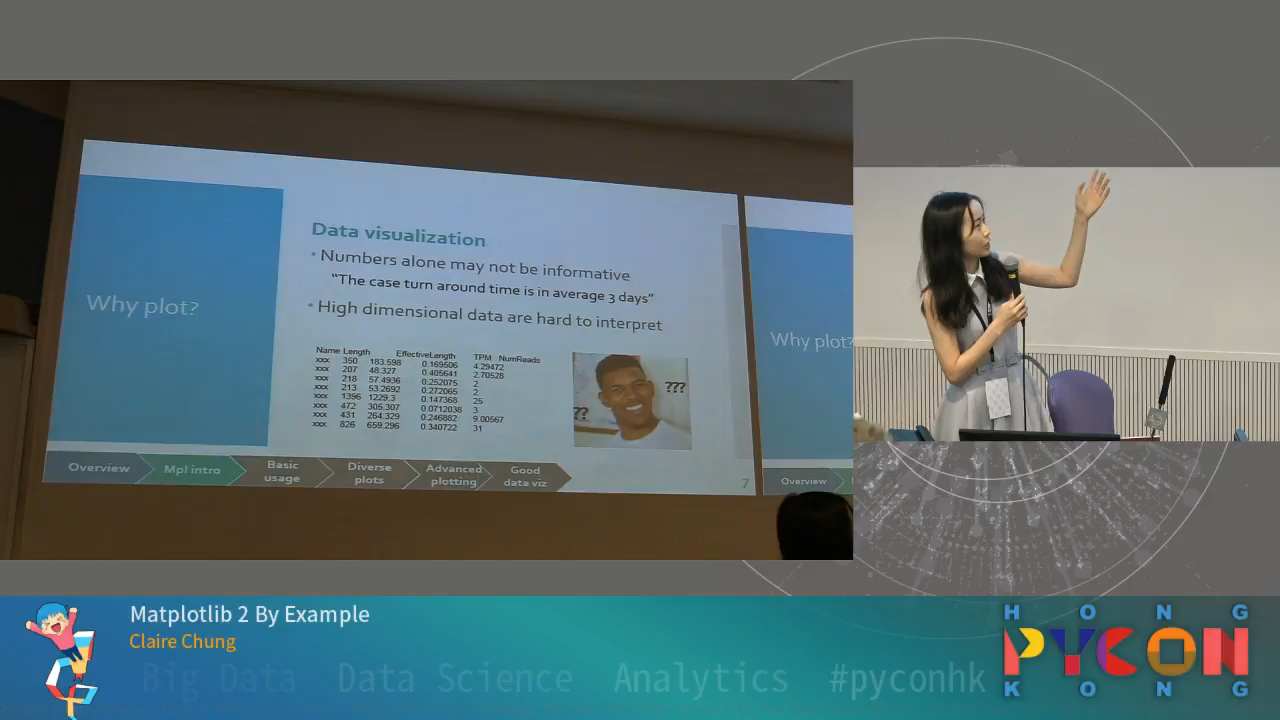 Why plot?
Data visualization
• Numbers alone may not be informative
“The case turn around time is in average 3 days”
• High dimensional data are hard to interpret
Name Length EffectiveLength TPM NumReads
xxx 350 183.598 0.169506 4.29472
xxx 207 48.327 0.405641 2.70528
xxx 218 57.4936 0.252075 2
xxx 213 53.2692 0.272065 2
xxx 1396 1229.3 0.147368 25
xxx 472 305.307 0.0712038 3
xxx 431 264.329 0.246882 9.00567
xxx 826 659.296 0.340722 31
???
??
Overview
Mpl intro
Basic
usage
Diverse
plots
Advanced
plotting
Good
data viz
7
Why plot?
Overview
Matplotlib 2 By Example
Claire Chung
Big Data Data Science Analytics #pyconhk
HONG
PYCON
KONG